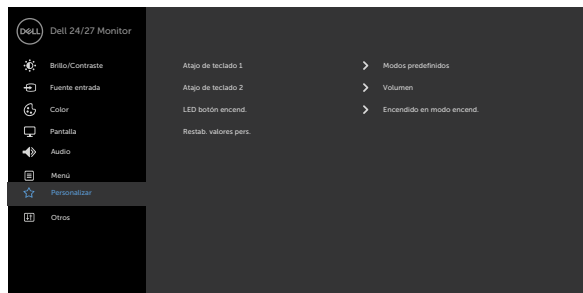 DELL Dell 24/27 Monitor
Brillo/Contraste Atajo de teclado 1 Modos predefinidos
Fuente entrada Atajo de teclado 2 Volumen
Color LED botón encend. Encendido en modo encend.
Pantalla Restab. valores pers.
Audio
Menú
Personalizar
Otros